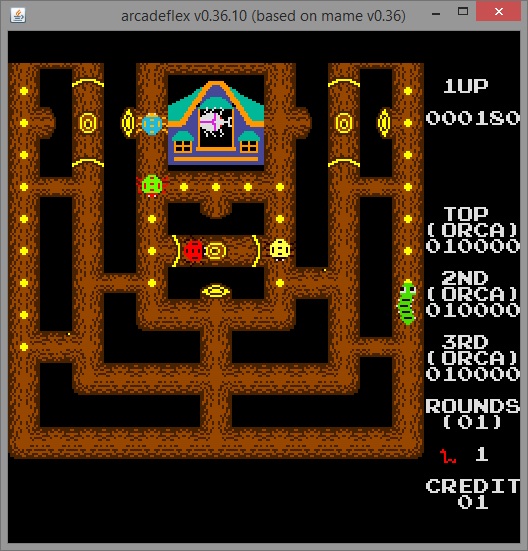 arcadeflex v0.36.10 (based on mame v0.36)
1UP
000180
TOP
(ORCA)
010000
2ND
(ORCA)
010000
3RD
(ORCA)
010000
ROUNDS
(01)
1
CREDIT
01